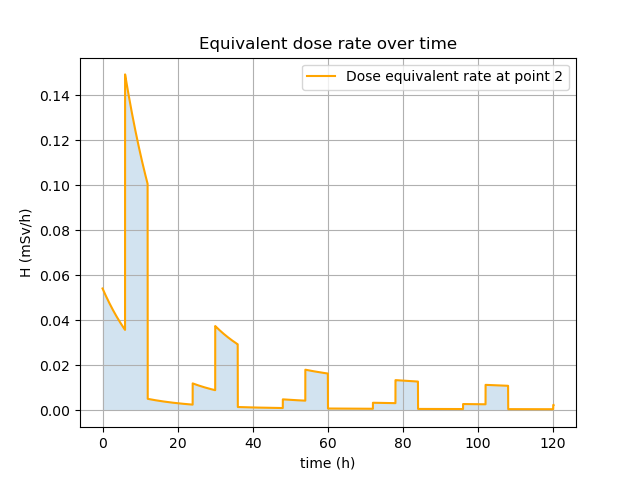 Equivalent dose rate over time
Dose equivalent rate at point 2
H (mSv/h)
0.14
0.12
0.10
0.08
0.06
0.04
0.02
0.00
0 20 40 60 80 100 120
time (h)